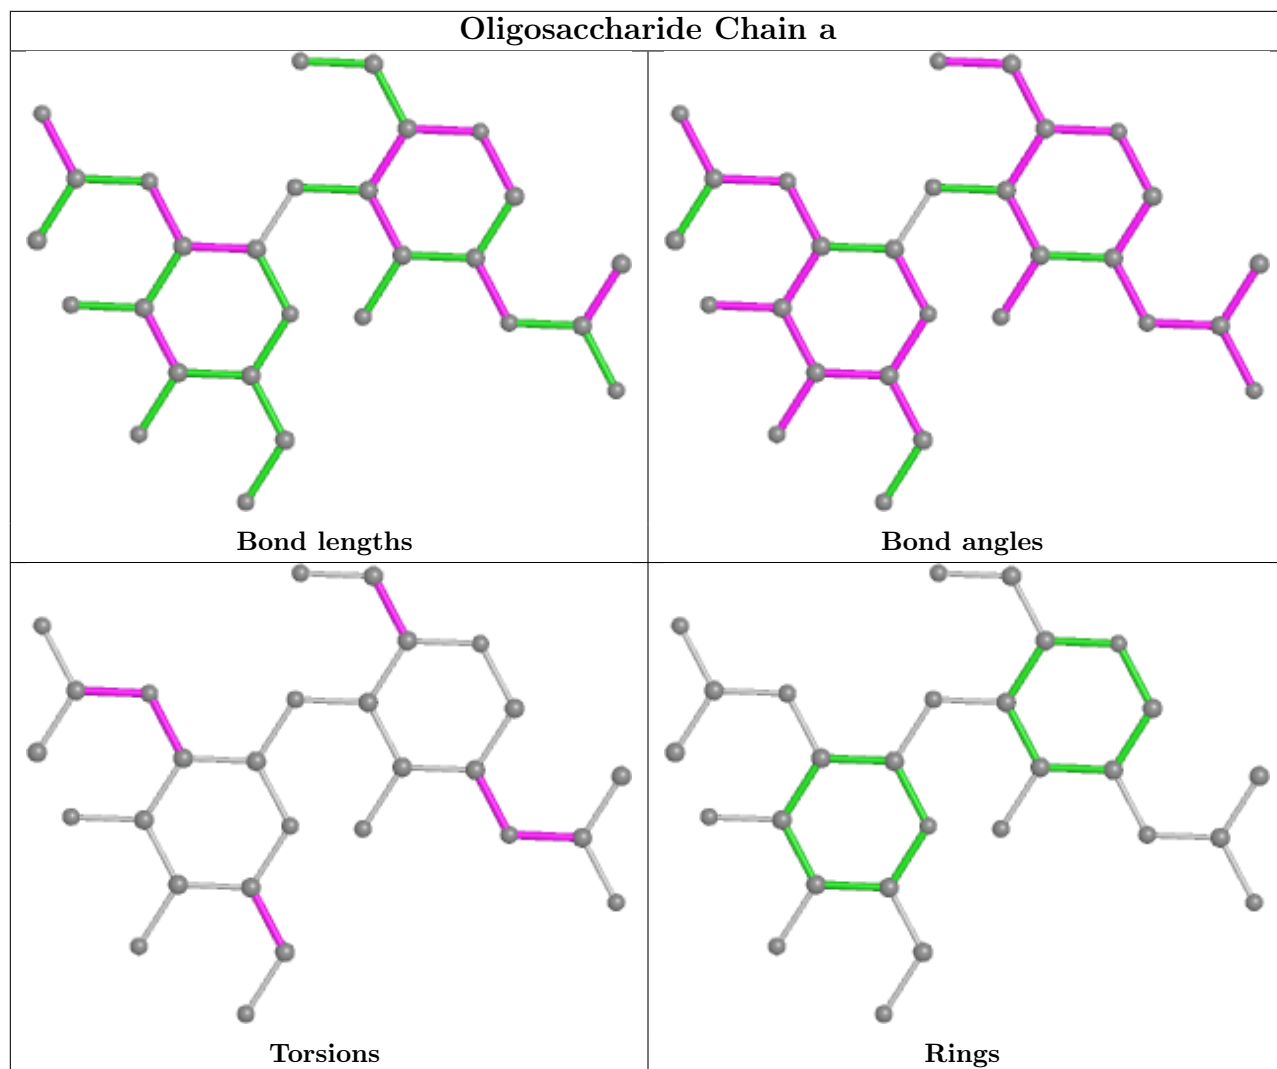 Oligosaccharide Chain a
Bond lengths
Bond angles
Torsions
Rings